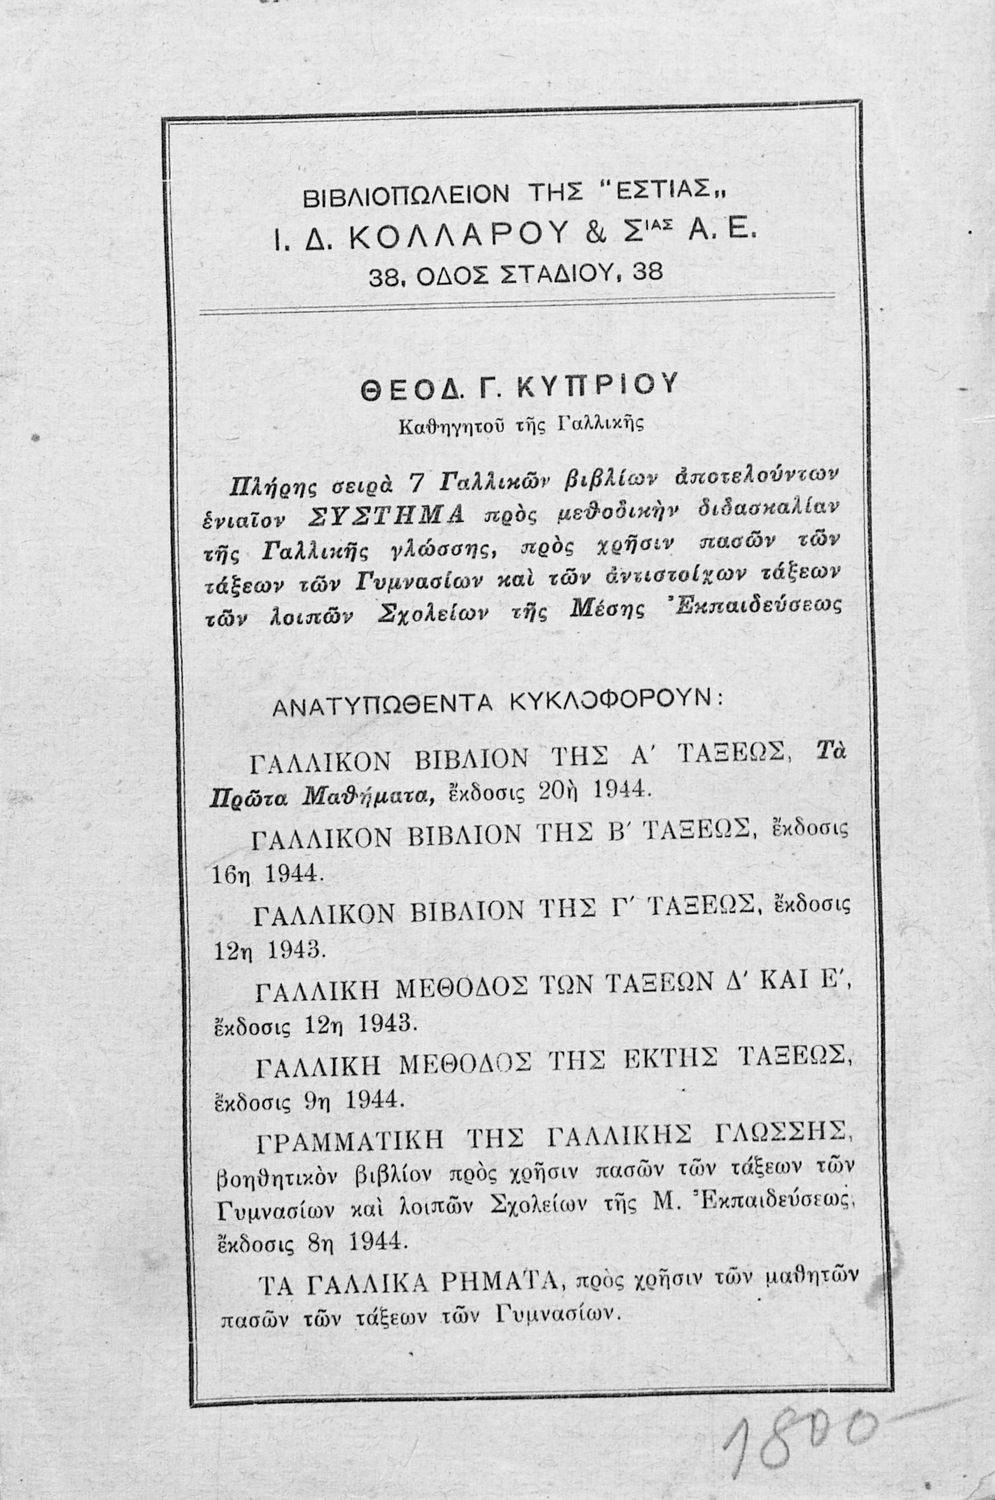 ΒΙΒΛΙΟΠΩΛΕΙΟΝ ΤΗΣ "ΕΣΤΙΑΣ„
Ι. Δ. ΚΟΛΛΑΡΟΥ & ΣΙΑΣ Α. Ε.
38, ΟΔΟΣ ΣΤΑΔΙΟΥ, 38
ΘΕΟΔ. Γ. ΚΥΠΡΙΟΥ
Καθηγητοῦ τῆς Γαλλικῆς
Πλήρης σειρὰ 7 Γαλλικῶν βιβλίων ἀποτελούντων
ἑνιαῖον ΣΥΣΤΗΜΑ πρὸς μεθοδικὴν διδασκαλίαν
τῆς Γαλλικῆς γλώσσης, πρὸς χρῆσιν πασῶν τῶν
τάξεων τῶν Γυμνασίων καὶ τῶν ἀντιστοίχων τάξεων
τῶν λοιπῶν Σχολείων τῆς Μέσης Ἐκπαιδεύσεως
ΑΝΑΤΥΠΩΘΕΝΤΑ ΚΥΚΛΟΦΟΡΟΥΝ:
ΓΑΛΛΙΚΟΝ ΒΙΒΛΙΟΝ ΤΗΣ Α′ ΤΑΞΕΩΣ, Τὰ
Πρῶτα Μαθήματα, ἔκδοσις 20ὴ 1944.
ΓΑΛΛΙΚΟΝ ΒΙΒΛΙΟΝ ΤΗΣ Β′ ΤΑΞΕΩΣ, ἔκδοσις
16η 1944.
ΓΑΛΛΙΚΟΝ ΒΙΒΛΙΟΝ ΤΗΣ Γ′ ΤΑΞΕΩΣ, ἔκδοσις
12η 1943.
ΓΑΛΛΙΚΗ ΜΕΘΟΔΟΣ ΤΩΝ ΤΑΞΕΩΝ Δ′ ΚΑΙ Ε′,
ἔκδοσις 12η 1943.
ΓΑΛΛΙΚΗ ΜΕΘΟΔΟΣ ΤΗΣ ΕΚΤΗΣ ΤΑΞΕΩΣ,
ἔκδοσις 9η 1944.
ΓΡΑΜΜΑΤΙΚΗ ΤΗΣ ΓΑΛΛΙΚΗΣ ΓΛΩΣΣΗΣ,
βοηθητικὸν βιβλίον πρὸς χρῆσιν πασῶν τῶν τάξεων τῶν
Γυμνασίων καὶ λοιπῶν Σχολείων τῆς Μ. Ἐκπαιδεύσεως,
ἔκδοσις 8η 1944.
ΤΑ ΓΑΛΛΙΚΑ ΡΗΜΑΤΑ, πρὸς χρῆσιν τῶν μαθητῶν
πασῶν τῶν τάξεων τῶν Γυμνασίων.
1800—